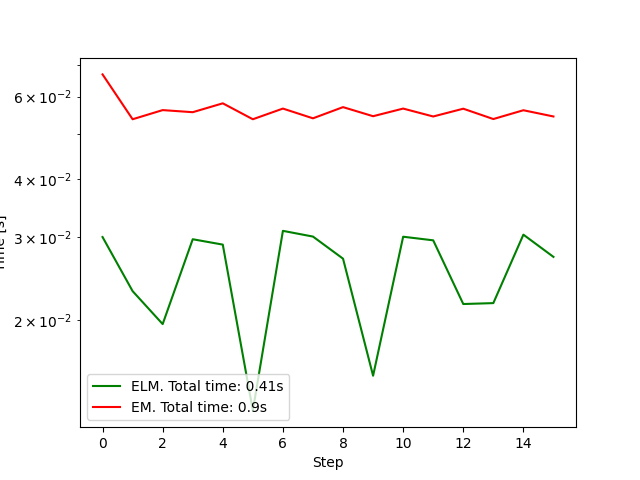 6 × 10⁻²
4 × 10⁻²
3 × 10⁻²
2 × 10⁻²
Time [s]
ELM. Total time: 0.41s
EM. Total time: 0.9s
0 2 4 6 8 10 12 14
Step